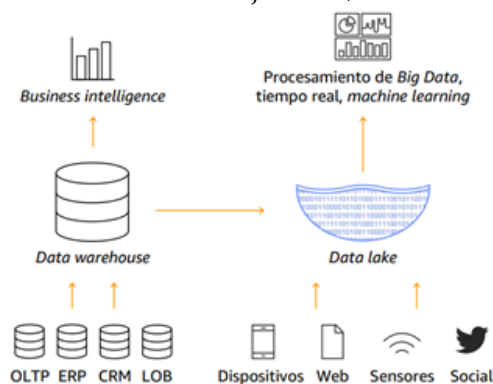 Business intelligence
Procesamiento de Big Data,
tiempo real, machine learning
Data warehouse
Data lake
OLTP ERP CRM LOB
Dispositivos Web Sensores Social